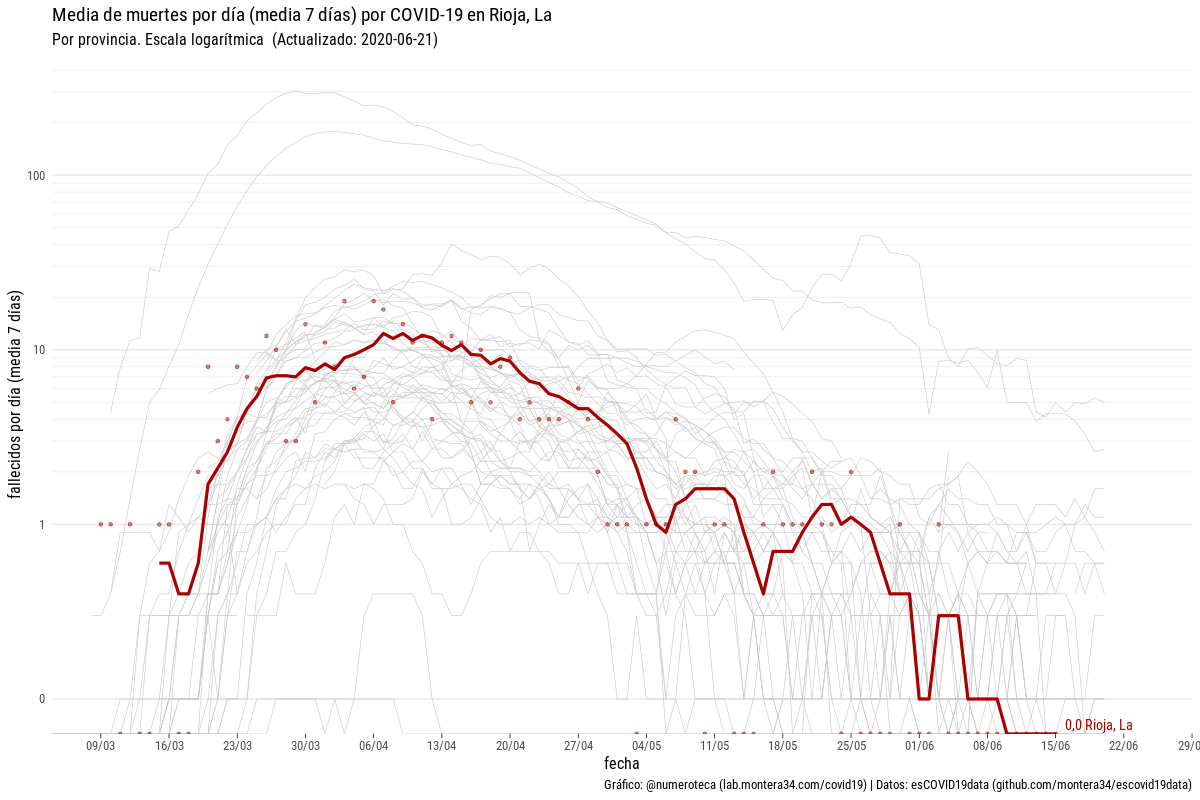 Media de muertes por día (media 7 días) por COVID-19 en Rioja, La
Por provincia. Escala logarítmica  (Actualizado: 2020-06-21)
fallecidos por día (media 7 días)
100
10
1
0
0,0 Rioja, La
09/03 16/03 23/03 30/03 06/04 13/04 20/04 27/04 04/05 11/05 18/05 25/05 01/06 08/06 15/06 22/06 29/0
fecha
Gráfico: @numeroteca (lab.montera34.com/covid19) | Datos: esCOVID19data (github.com/montera34/escovid19data)